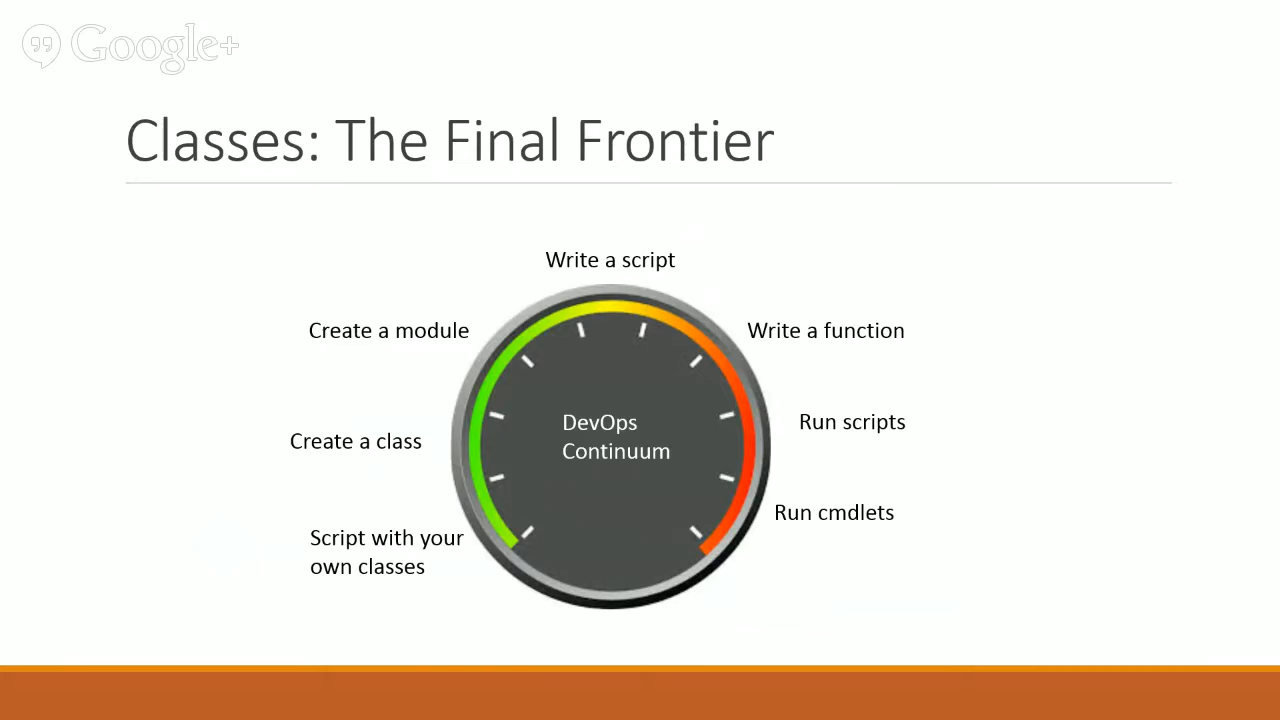 Google+
Classes: The Final Frontier
Write a script
Create a module
Write a function
DevOps
Continuum
Run scripts
Create a class
Run cmdlets
Script with your
own classes